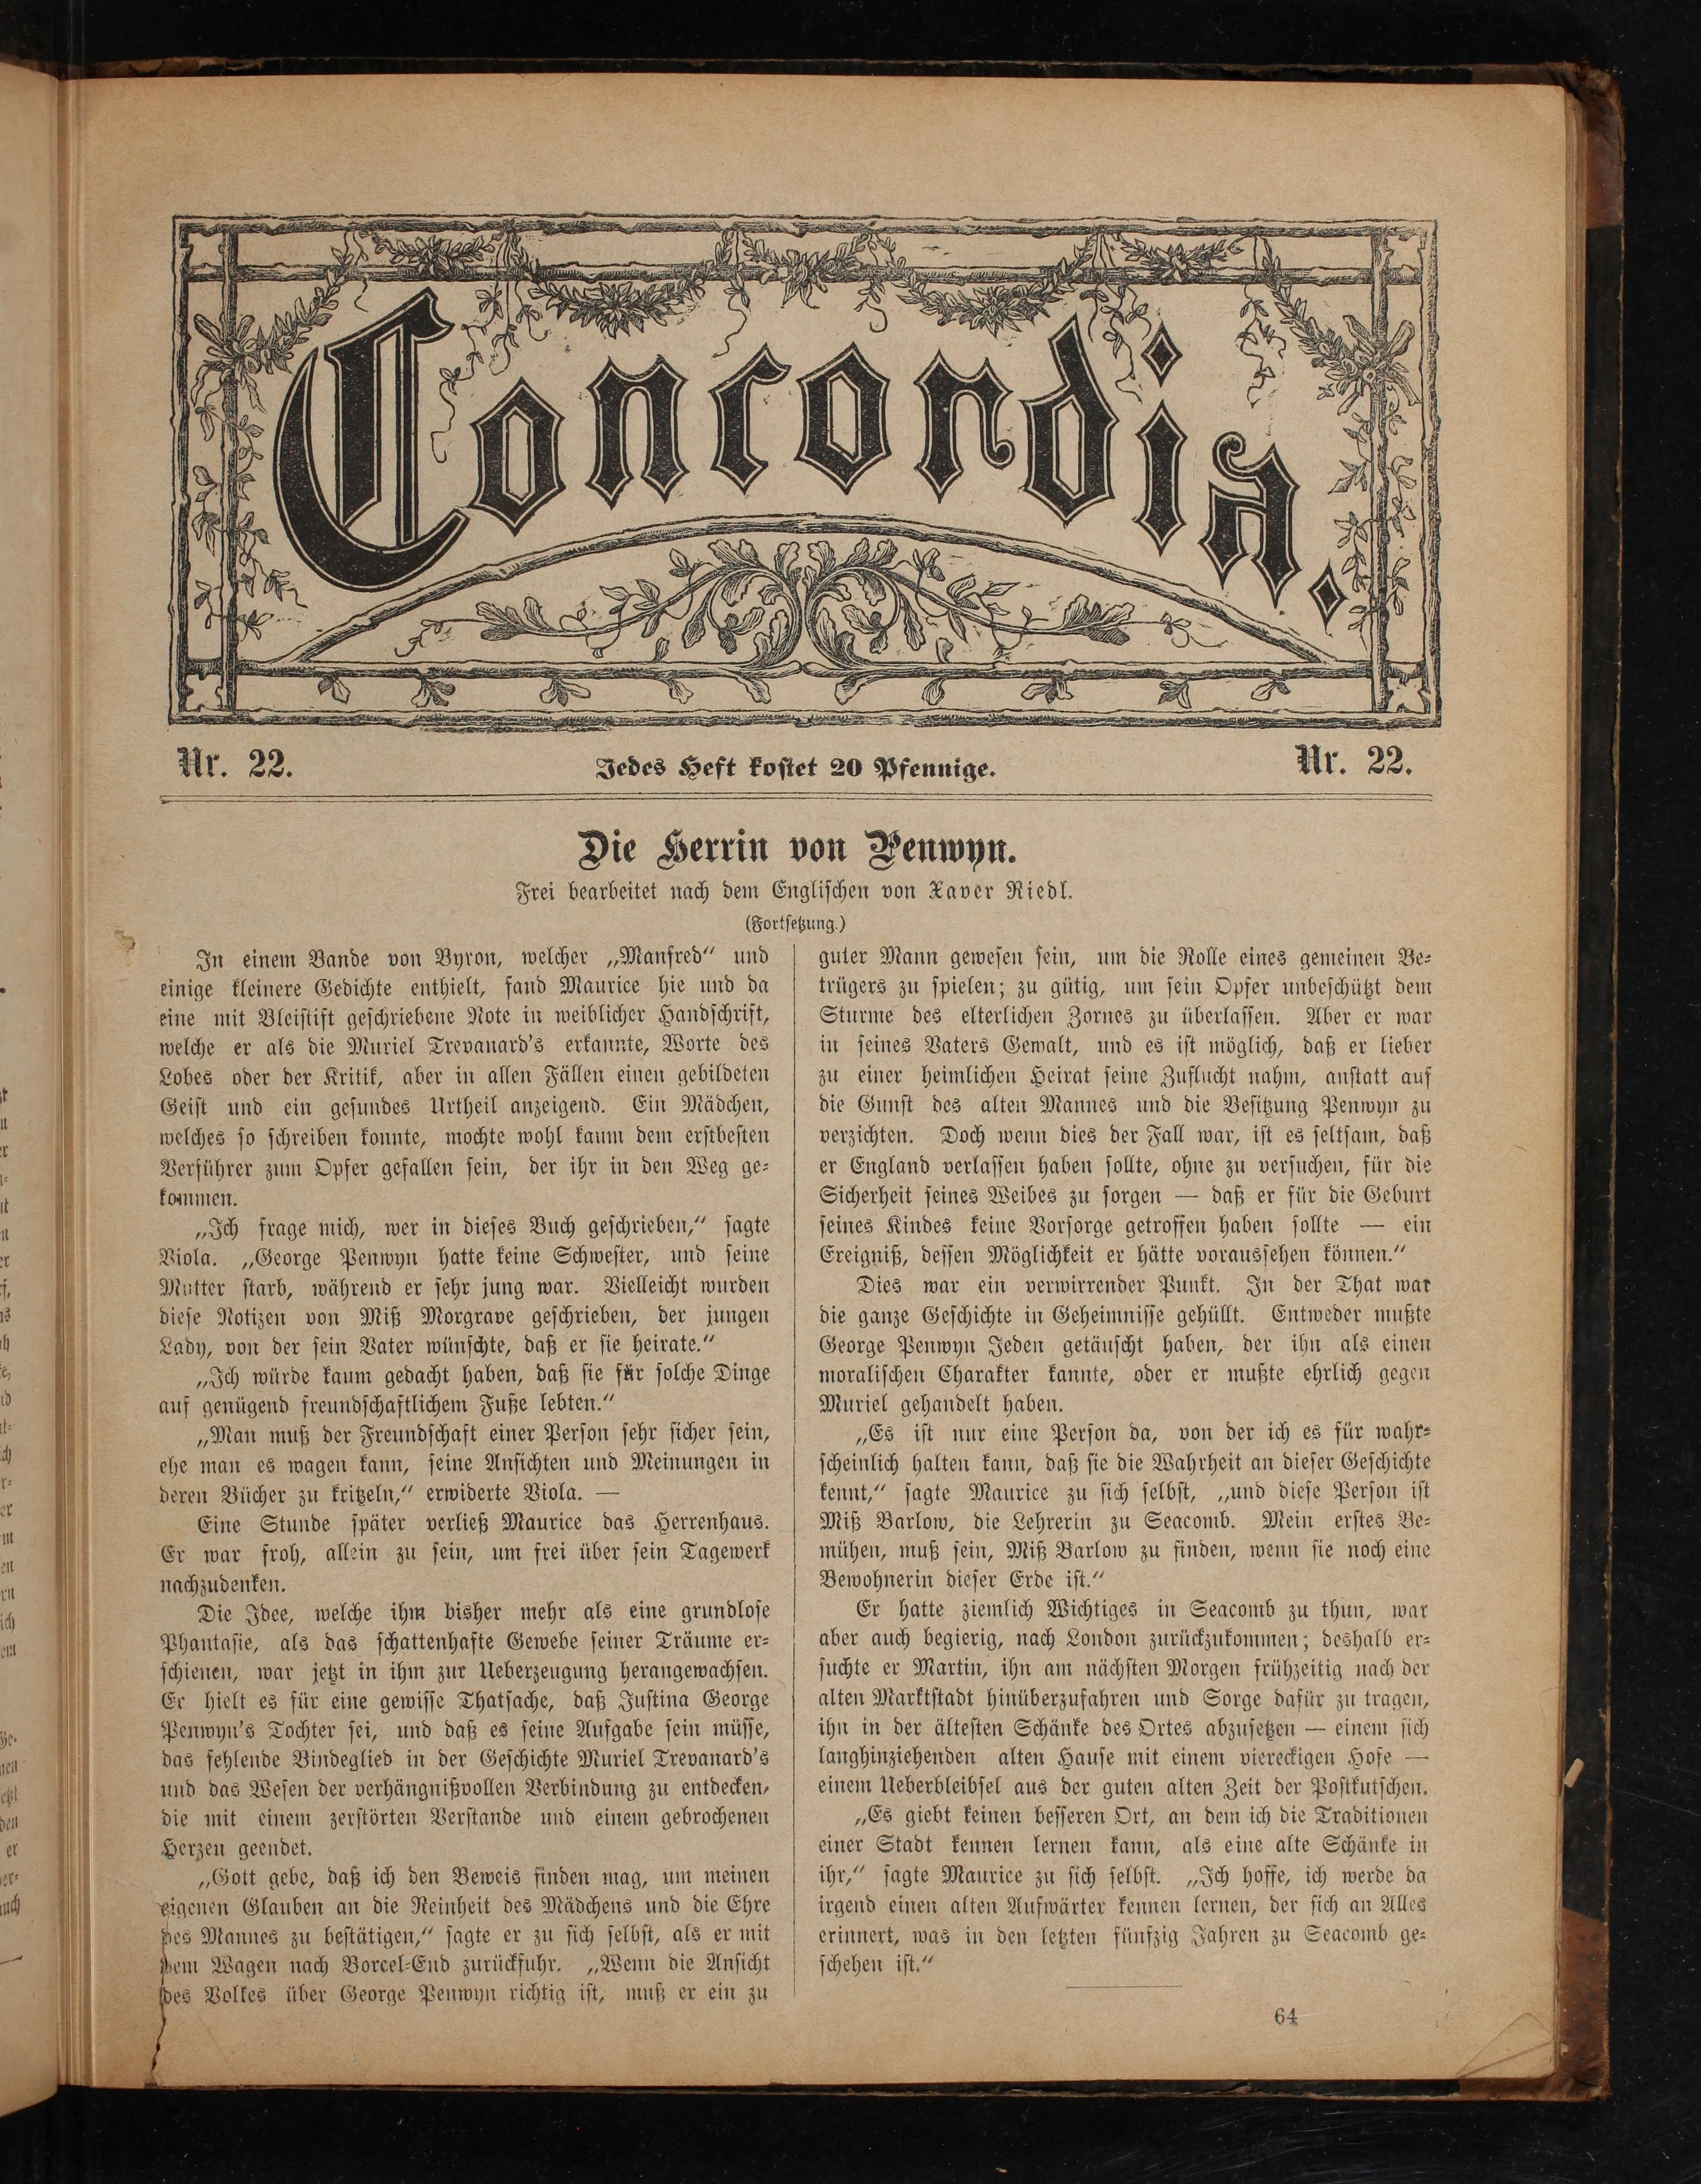 Concordia.
Nr. 22.
Jedes Heft kostet 20 Pfennige.
Nr. 22.
Die Herrin von Penwyn.
Frei bearbeitet nach dem Englischen von Xaver Riedl.
(Fortsetzung.)
In einem Bande von Byron, welcher „Manfred“ und
einige kleinere Gedichte enthielt, fand Maurice hie und da
eine mit Bleistift geschriebene Note in weiblicher Handschrift,
welche er als die Muriel Trevanard's erkannte, Worte des
Lobes oder der Kritik, aber in allen Fällen einen gebildeten
Geist und ein gesundes Urtheil anzeigend. Ein Mädchen,
welches so schreiben konnte, mochte wohl kaum dem erstbesten
Verführer zum Opfer gefallen sein, der ihr in den Weg ge-
kommen.
„Ich frage mich, wer in dieses Buch geschrieben,“ sagte
Viola. „George Penwyn hatte keine Schwester, und seine
Mutter starb, während er sehr jung war. Vielleicht wurden
diese Notizen von Miß Morgrave geschrieben, der jungen
Lady, von der sein Vater wünschte, daß er sie heirate.“
„Ich würde kaum gedacht haben, daß sie für solche Dinge
auf genügend freundschaftlichem Fuße lebten.“
„Man muß der Freundschaft einer Person sehr sicher sein,
ehe man es wagen kann, seine Ansichten und Meinungen in
deren Bücher zu kritzeln,“ erwiderte Viola. —
Eine Stunde später verließ Maurice das Herrenhaus.
Er war froh, allein zu sein, um frei über sein Tagewerk
nachzudenken.
Die Idee, welche ihm bisher mehr als eine grundlose
Phantasie, als das schattenhafte Gewebe seiner Träume er-
schienen, war jetzt in ihm zur Ueberzeugung herangewachsen.
Er hielt es für eine gewisse Thatsache, daß Justina George
Penwyn's Tochter sei, und daß es seine Aufgabe sein müsse,
das fehlende Bindeglied in der Geschichte Muriel Trevanard's
und das Wesen der verhängnißvollen Verbindung zu entdecken,
die mit einem zerstörten Verstande und einem gebrochenen
Herzen geendet.
„Gott gebe, daß ich den Beweis finden mag, um meinen
eigenen Glauben an die Reinheit des Mädchens und die Ehre
des Mannes zu bestätigen,“ sagte er zu sich selbst, als er mit
dem Wagen nach Borcel-End zurückfuhr. „Wenn die Ansicht
des Volkes über George Penwyn richtig ist, muß er ein zu
guter Mann gewesen sein, um die Rolle eines gemeinen Be-
trügers zu spielen; zu gütig, um sein Opfer unbeschützt dem
Sturme des elterlichen Zornes zu überlassen. Aber er war
in seines Vaters Gewalt, und es ist möglich, daß er lieber
zu einer heimlichen Heirat seine Zuflucht nahm, anstatt auf
die Gunst des alten Mannes und die Besitzung Penwyn zu
verzichten. Doch wenn dies der Fall war, ist es seltsam, daß
er England verlassen haben sollte, ohne zu versuchen, für die
Sicherheit seines Weibes zu sorgen — daß er für die Geburt
seines Kindes keine Vorsorge getroffen haben sollte — ein
Ereigniß, dessen Möglichkeit er hätte voraussehen können.“
Dies war ein verwirrender Punkt. In der That war
die ganze Geschichte in Geheimnisse gehüllt. Entweder mußte
George Penwyn Jeden getäuscht haben, der ihn als einen
moralischen Charakter kannte, oder er mußte ehrlich gegen
Muriel gehandelt haben.
„Es ist nur eine Person da, von der ich es für wahr-
scheinlich halten kann, daß sie die Wahrheit an dieser Geschichte
kennt,“ sagte Maurice zu sich selbst, „und diese Person ist
Miß Barlow, die Lehrerin zu Seacomb. Mein erstes Be-
mühen, muß sein, Miß Barlow zu finden, wenn sie noch eine
Bewohnerin dieser Erde ist.“
Er hatte ziemlich Wichtiges in Seacomb zu thun, war
aber auch begierig, nach London zurückzukommen; deshalb er-
suchte er Martin, ihn am nächsten Morgen frühzeitig nach der
alten Marktstadt hinüberzufahren und Sorge dafür zu tragen,
ihn in der ältesten Schänke des Ortes abzusetzen — einem sich
langhinziehenden alten Hause mit einem viereckigen Hofe —
einem Ueberbleibsel aus der guten alten Zeit der Postkutschen.
„Es giebt keinen besseren Ort, an dem ich die Traditionen
einer Stadt kennen lernen kann, als eine alte Schänke in
ihr,“ sagte Maurice zu sich selbst. „Ich hoffe, ich werde da
irgend einen alten Aufwärter kennen lernen, der sich an Alles
erinnert, was in den letzten fünfzig Jahren zu Seacomb ge-
schehen ist.“
64